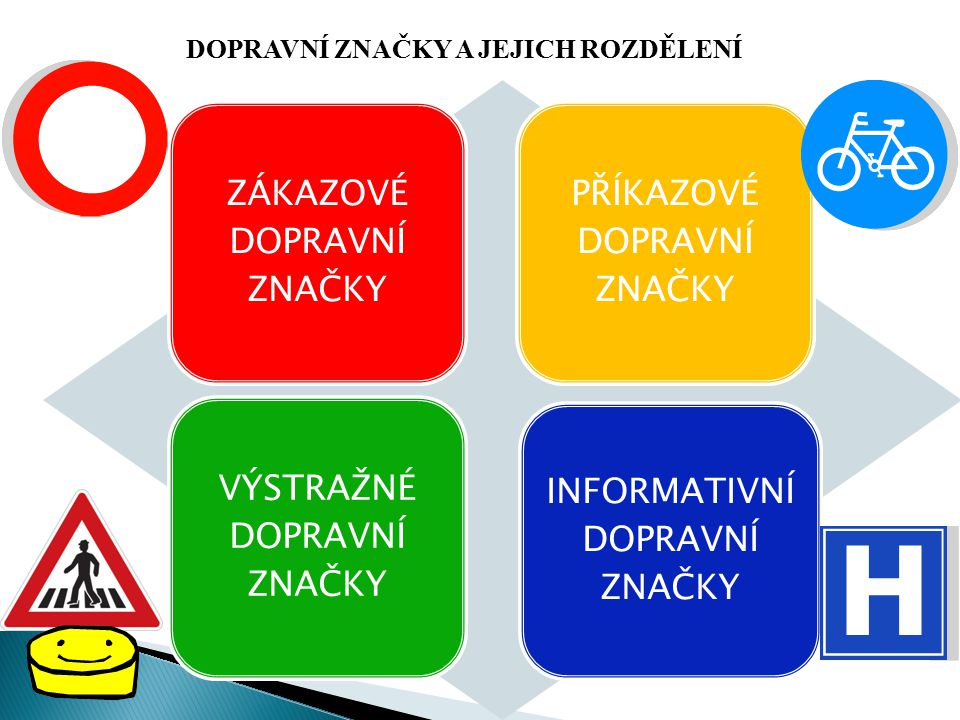 DOPRAVNÍ ZNAČKY A JEJICH ROZDĚLENÍ
ZÁKAZOVÉ
DOPRAVNÍ
ZNAČKY
PŘÍKAZOVÉ
DOPRAVNÍ
ZNAČKY
VÝSTRAŽNÉ
DOPRAVNÍ
ZNAČKY
INFORMATIVNÍ
DOPRAVNÍ
ZNAČKY
H